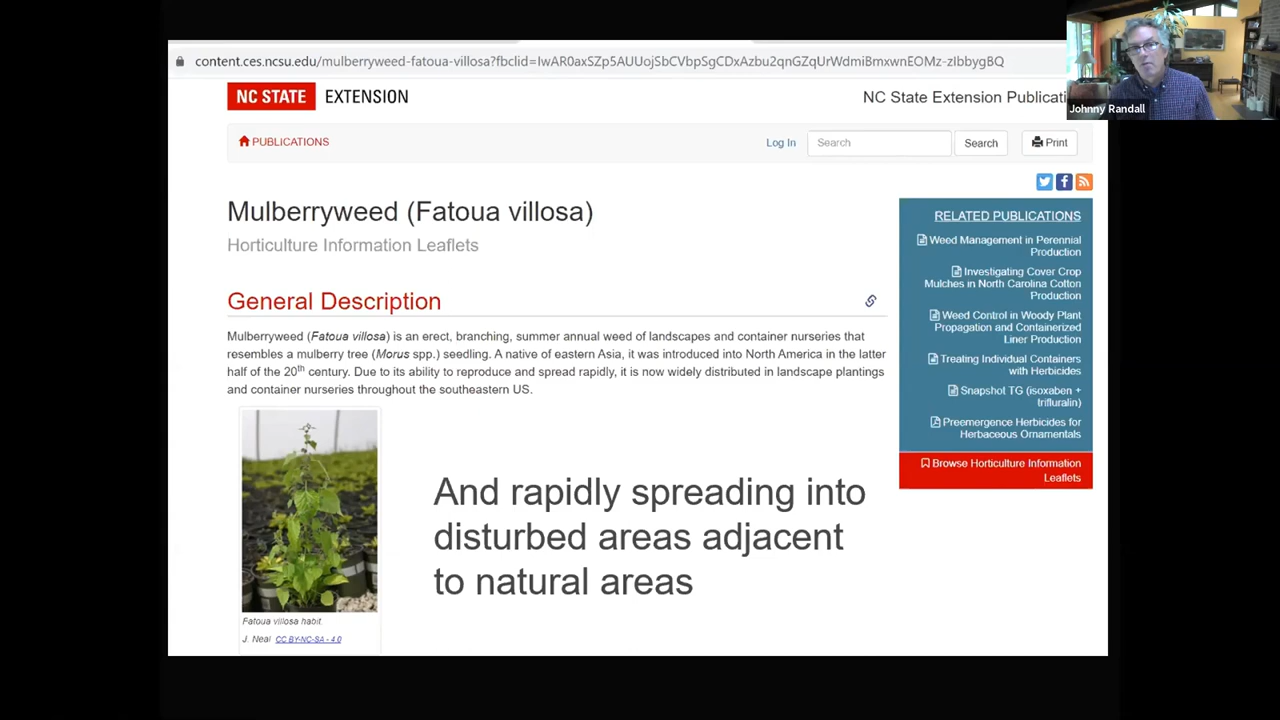 content.ces.ncsu.edu/mulberryweed-fatoua-villosa?fbclid=IwAR0axSZp5AUUojSbCVbpSgCDxAzbu2qnGZqUrWdmiBmxwnEOMz-zIbbygBQ
Johnny Randall
NC STATE EXTENSION
NC State Extension Publicati
PUBLICATIONS
Log In
Search
Search
Print
Mulberryweed (Fatoua villosa)
Horticulture Information Leaflets
General Description
Mulberryweed (Fatoua villosa) is an erect, branching, summer annual weed of landscapes and container nurseries that
resembles a mulberry tree (Morus spp.) seedling. A native of eastern Asia, it was introduced into North America in the latter
half of the 20th century. Due to its ability to reproduce and spread rapidly, it is now widely distributed in landscape plantings
and container nurseries throughout the southeastern US.
Fatoua villosa habit.
J. Neal CC BY-NC-SA - 4.0
And rapidly spreading into
disturbed areas adjacent
to natural areas
RELATED PUBLICATIONS
Weed Management in Perennial
Production
Investigating Cover Crop
Mulches in North Carolina Cotton
Production
Weed Control in Woody Plant
Propagation and Containerized
Liner Production
Treating Individual Containers
with Herbicides
Snapshot TG (isoxaben +
trifluralin)
Preemergence Herbicides for
Herbaceous Ornamentals
Browse Horticulture Information
Leaflets